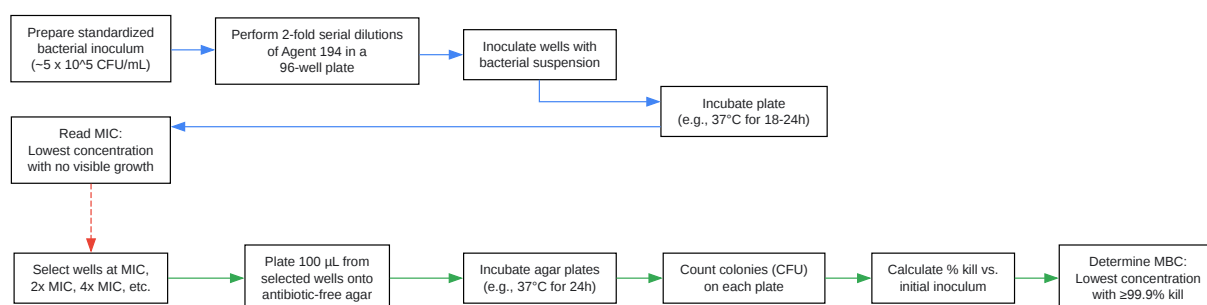 Prepare standardized
bacterial inoculum
(~5 x 10^5 CFU/mL)
Perform 2-fold serial dilutions
of Agent 194 in a
96-well plate
Inoculate wells with
bacterial suspension
Incubate plate
(e.g., 37°C for 18-24h)
Read MIC:
Lowest concentration
with no visible growth
Select wells at MIC,
2x MIC, 4x MIC, etc.
Plate 100 µL from
selected wells onto
antibiotic-free agar
Incubate agar plates
(e.g., 37°C for 24h)
Count colonies (CFU)
on each plate
Calculate % kill vs.
initial inoculum
Determine MBC:
Lowest concentration
with ≥99.9% kill